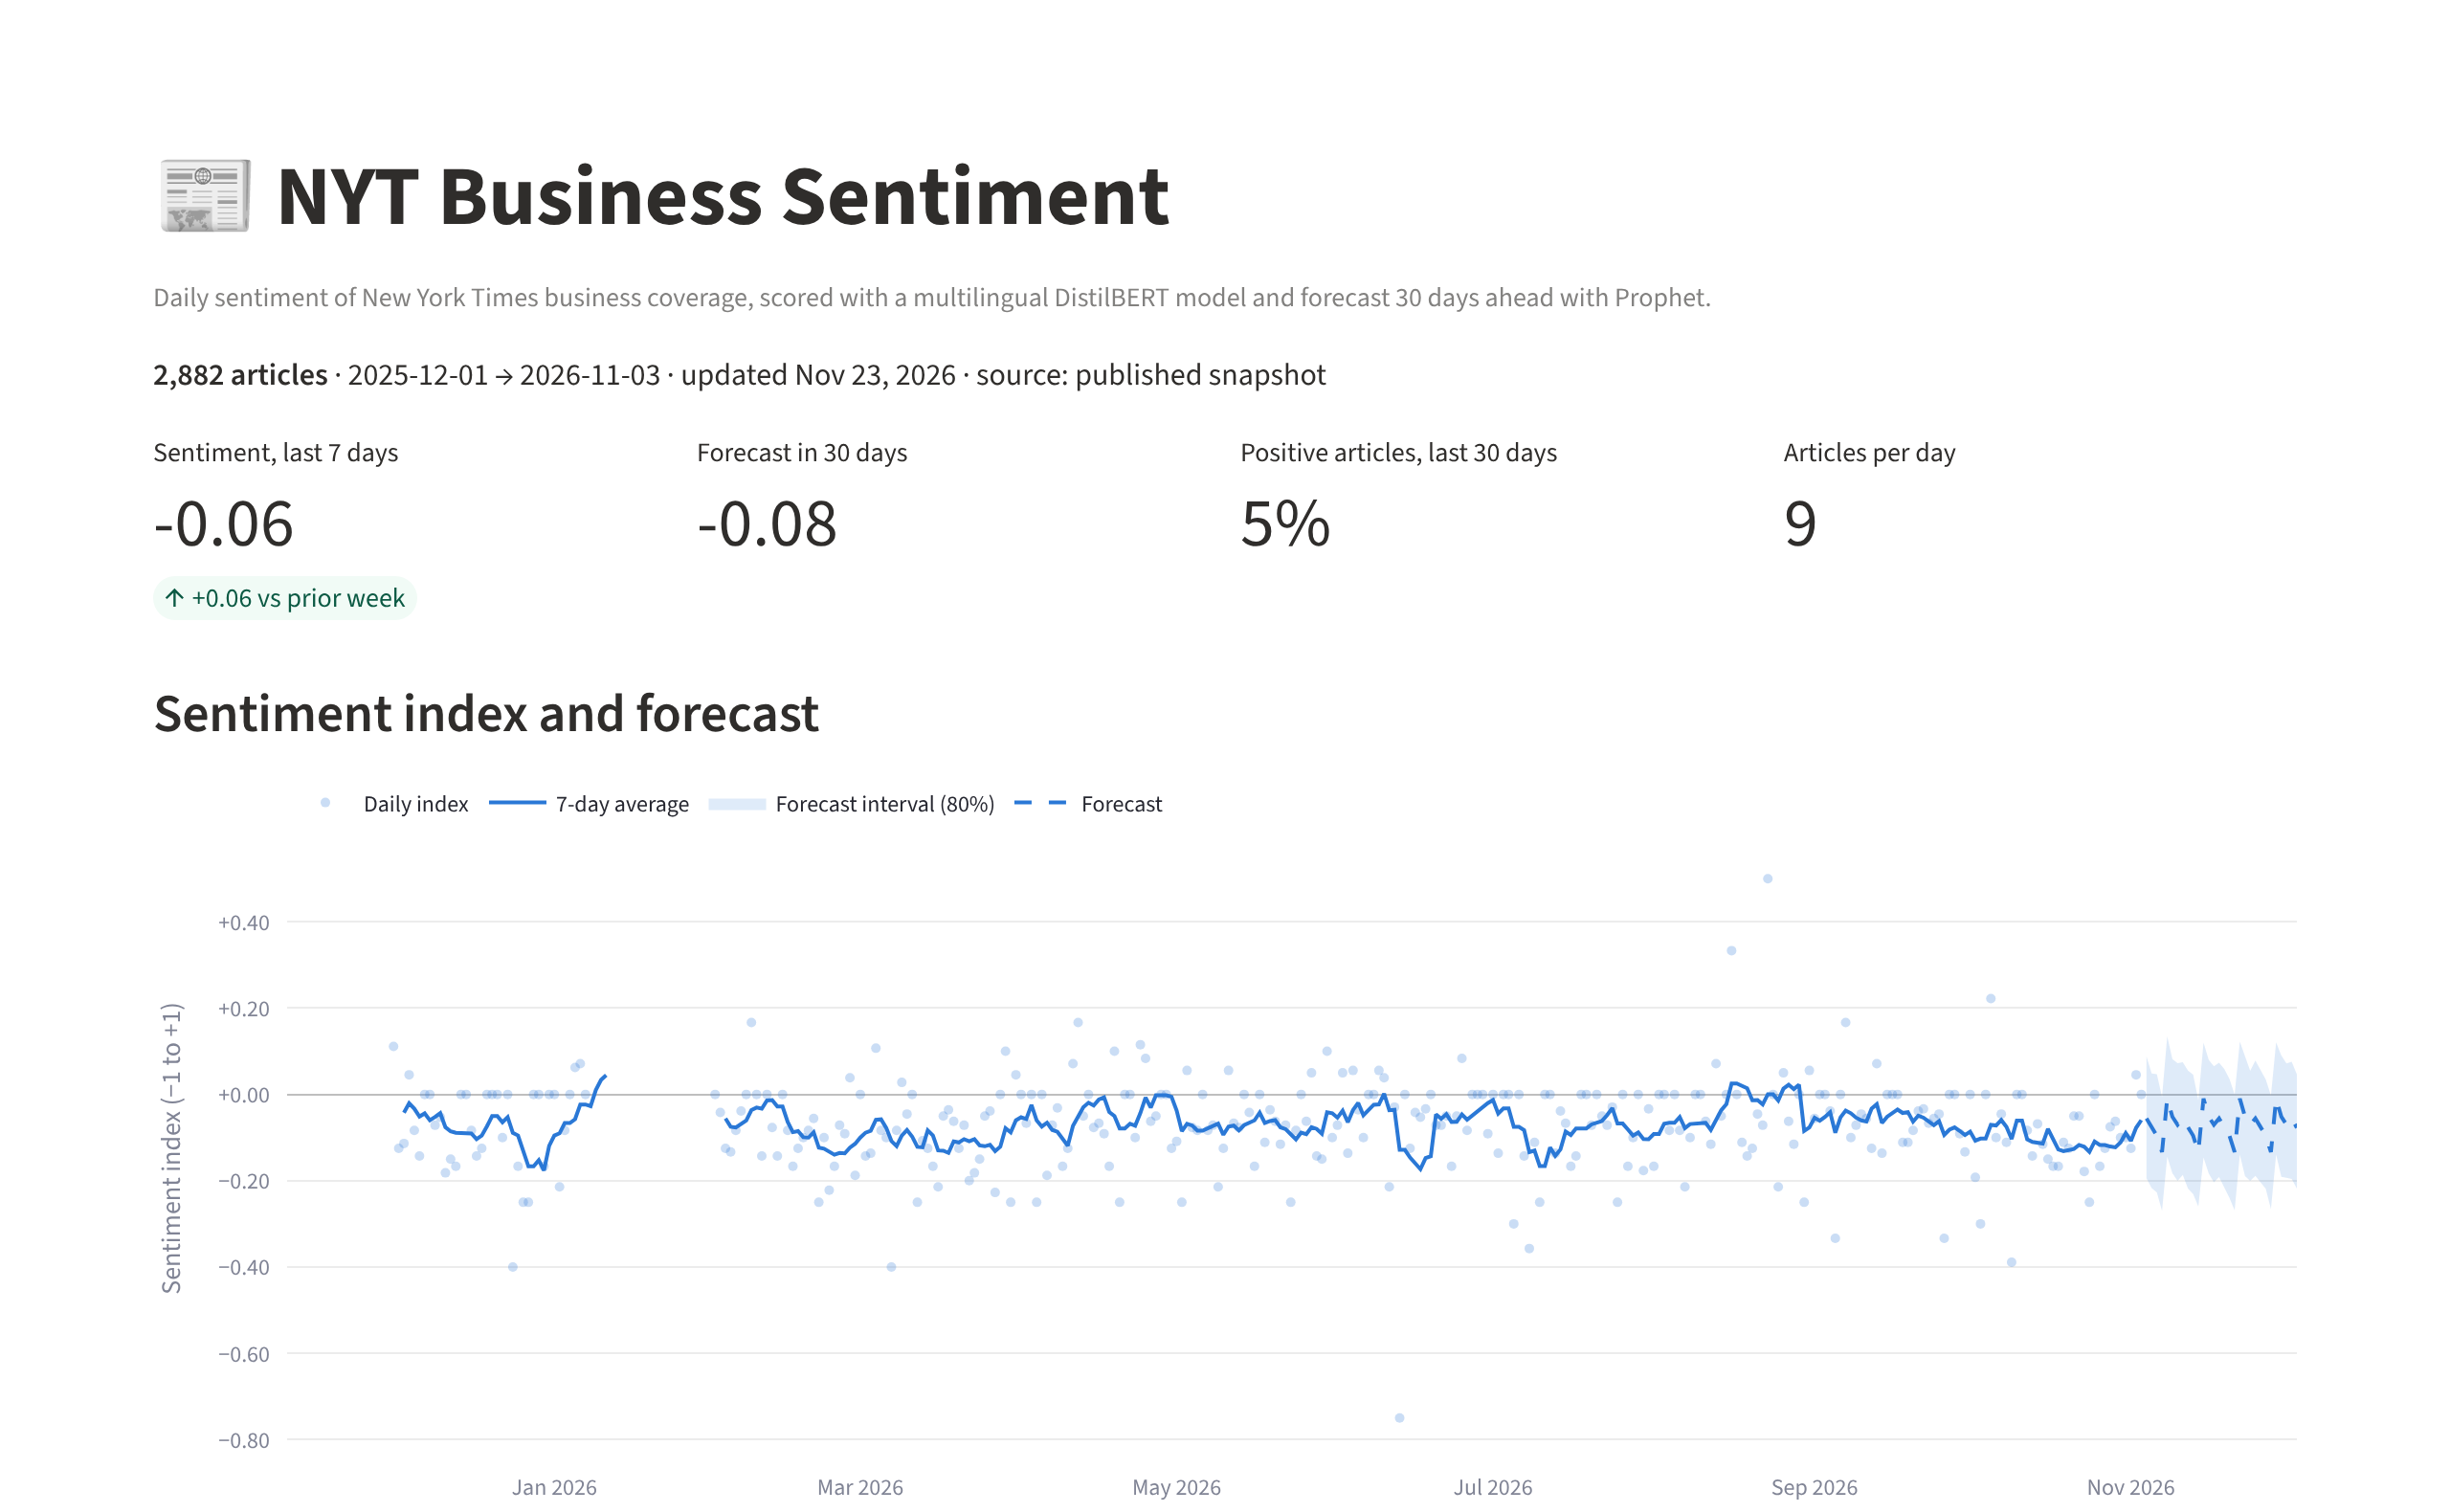 NYT Business Sentiment
Daily sentiment of New York Times business coverage, scored with a multilingual DistilBERT model and forecast 30 days ahead with Prophet.
2,882 articles · 2025-12-01 → 2026-11-03 · updated Nov 23, 2026 · source: published snapshot
Sentiment, last 7 days
-0.06
↑ +0.06 vs prior week
Forecast in 30 days
-0.08
Positive articles, last 30 days
5%
Articles per day
9
Sentiment index and forecast
Daily index
7-day average
Forecast interval (80%)
Forecast
Sentiment index (−1 to +1)
+0.40
+0.20
+0.00
−0.20
−0.40
−0.60
−0.80
Jan 2026
Mar 2026
May 2026
Jul 2026
Sep 2026
Nov 2026